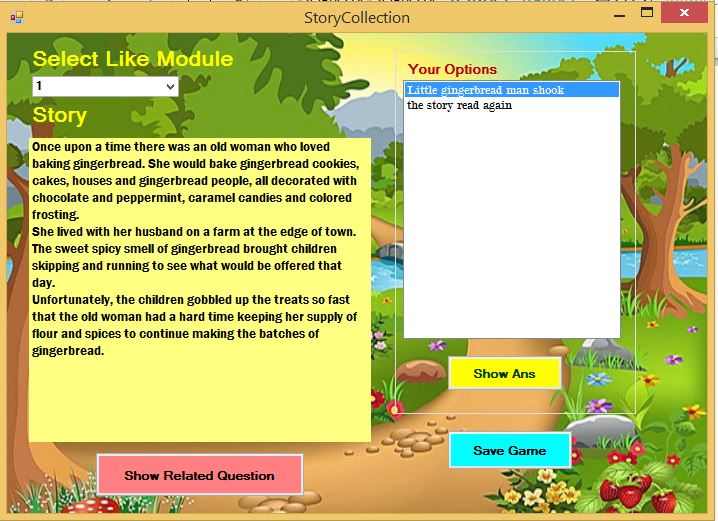 StoryCollection
Select Like Module
1
Story
Once upon a time there was an old woman who loved
baking gingerbread. She would bake gingerbread cookies,
cakes, houses and gingerbread people, all decorated with
chocolate and peppermint, caramel candies and colored
frosting.
She lived with her husband on a farm at the edge of town.
The sweet spicy smell of gingerbread brought children
skipping and running to see what would be offered that
day.
Unfortunately, the children gobbled up the treats so fast
that the old woman had a hard time keeping her supply of
flour and spices to continue making the batches of
gingerbread.
Show Related Question
Your Options
Little gingerbread man shook
the story read again
Show Ans
Save Game